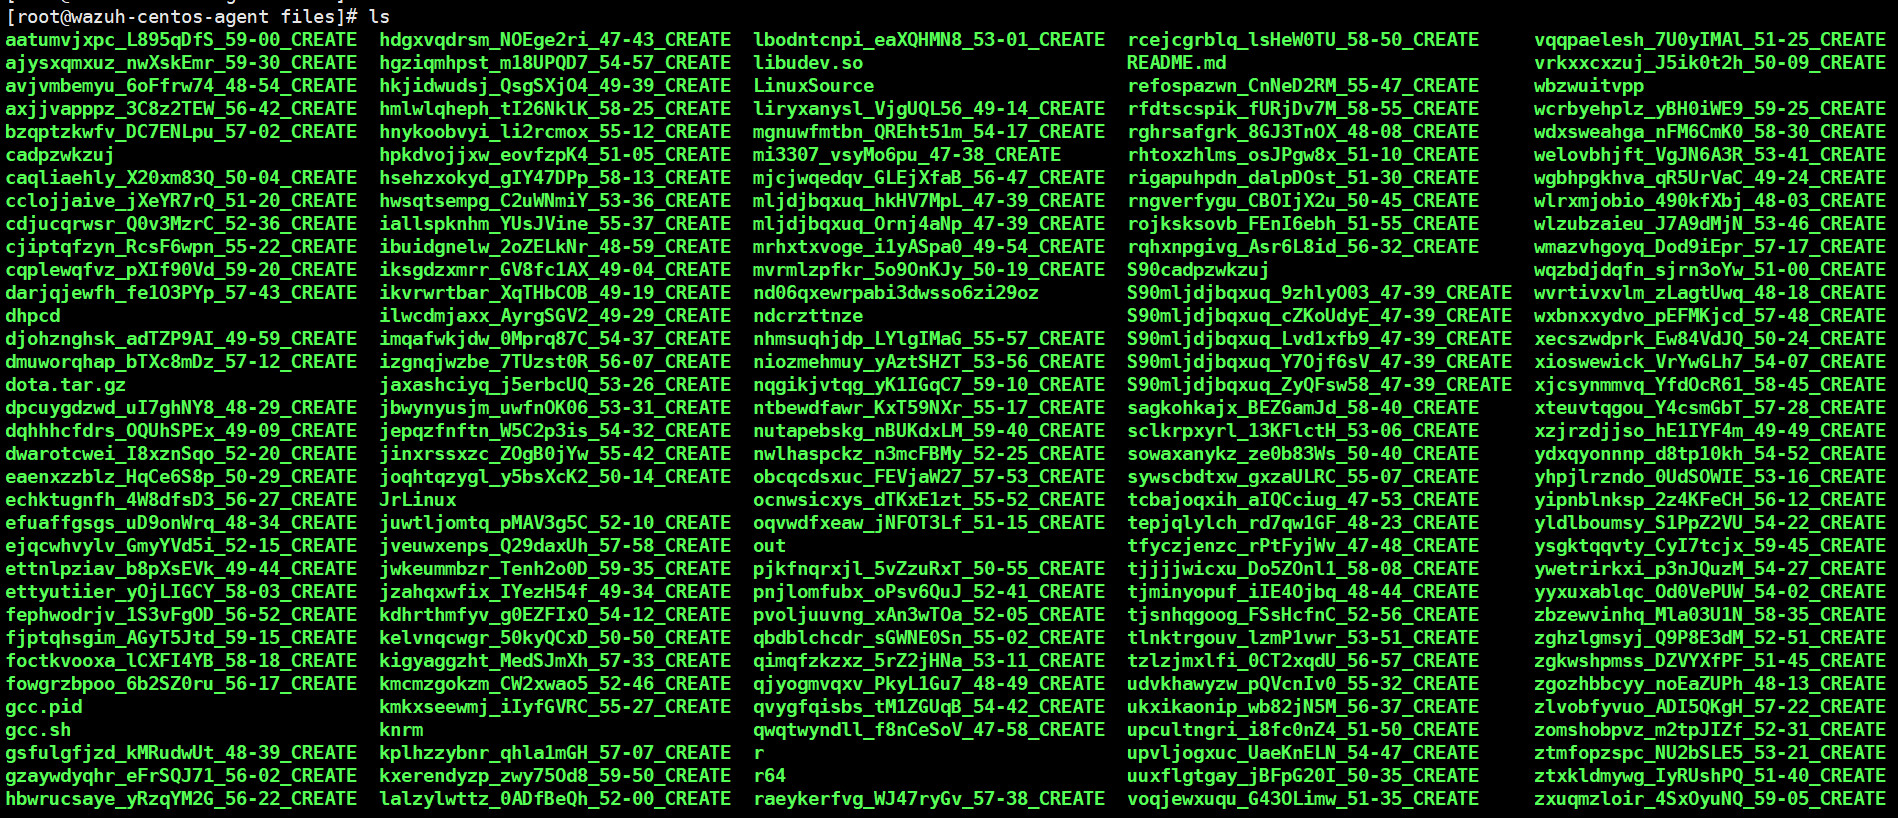 [root@wazuh-centos-agent files]# ls
aatumvjxpc_L895qDfS_59-00_CREATE hdgxvqdrsm_NOEge2ri_47-43_CREATE lbodntcnpi_eaXQHMN8_53-01_CREATE rcejcgrblq_lsHeW0TU_58-50_CREATE vqqpaelesh_7U0yIMAl_51-25_CREATE
ajysxqmxuz_nwXskEmr_59-30_CREATE hgziqmhpst_m18UPQD7_54-57_CREATE libudev.so README.md vrkxxcxzuj_J5ik0t2h_50-09_CREATE
avjvmbemyu_6oFfrw74_48-54_CREATE hkjidwudsj_QsgSXjO4_49-39_CREATE LinuxSource refospazwn_CnNeD2RM_55-47_CREATE wbzwuitvpp
axjjvapppz_3C8z2TEW_56-42_CREATE hmlwlqheph_tI26NklK_58-25_CREATE liryxanysl_VjgUQL56_49-14_CREATE rfdtscspik_fURjDv7M_58-55_CREATE wcrbyehplz_yBH0iWE9_59-25_CREATE
bzqptzkwfv_DC7ENLpu_57-02_CREATE hnykoobvyi_li2rcmox_55-12_CREATE mgnuwfmtbn_QREht51m_54-17_CREATE rghrsafgrk_8GJ3TnOX_48-08_CREATE wdxsweahga_nFM6CmK0_58-30_CREATE
cadpzwkzuj hpkdvojjxw_eovfzpK4_51-05_CREATE mi3307_vsyMo6pu_47-38_CREATE rhtoxzhlms_osJPgw8x_51-10_CREATE welovbhjft_VgJN6A3R_53-41_CREATE
caqliaehly_X20xm83Q_50-04_CREATE hsehzxokyd_gIY47DPp_58-13_CREATE mjcjwqedqv_GLEjXfaB_56-47_CREATE rigapuhpdn_dalpDOst_51-30_CREATE wgbhpgkhva_qR5UrVaC_49-24_CREATE
cclojjaive_jXeYR7rQ_51-20_CREATE hwsqtsempg_C2uWNmiY_53-36_CREATE mljdjbqxuq_hkHV7MpL_47-39_CREATE rngverfygu_CBOIjX2u_50-45_CREATE wlrxmjobio_490kfXbj_48-03_CREATE
cdjucqrwsr_Q0v3MzrC_52-36_CREATE iallspknhm_YUsJVine_55-37_CREATE mljdjbqxuq_Ornj4aNp_47-39_CREATE rojksksovb_FEnI6ebh_51-55_CREATE wlzubzaieu_J7A9dMjN_53-46_CREATE
cjiptqfzyn_RcsF6wpn_55-22_CREATE ibuidgnelw_2oZELkNr_48-59_CREATE mrhxtxvoge_i1yASpa0_49-54_CREATE rqhxnpgivg_Asr6L8id_56-32_CREATE wmazvhgoyq_Dod9iEpr_57-17_CREATE
cqplewqfvz_pXIf90Vd_59-20_CREATE iksgdzxmrr_GV8fc1AX_49-04_CREATE mvrmlzpfkr_5o9OnKJy_50-19_CREATE S90cadpzwkzuj wqzbdjdqfn_sjrn3oYw_51-00_CREATE
darjqjewfh_fe1O3PYp_57-43_CREATE ikvrwrtbar_XqTHbCOB_49-19_CREATE nd06qxewrpabi3dwsso6zi29oz S90mljdjbqxuq_9zhlyO03_47-39_CREATE wvrtivxvlm_zLagtUwq_48-18_CREATE
dhpcd ilwcdmjaxx_AyrgSGV2_49-29_CREATE ndcrzttnze S90mljdjbqxuq_cZKoUdyE_47-39_CREATE wxbnxxydvo_pEFMKjcd_57-48_CREATE
djohznghsk_adTZP9AI_49-59_CREATE imqafwkjdw_0Mprq87C_54-37_CREATE nhmsuqhjdp_LYlgIMaG_55-57_CREATE S90mljdjbqxuq_Lvd1xfb9_47-39_CREATE xecszwdprk_Ew84VdJQ_50-24_CREATE
dmuworqhap_bTXc8mDz_57-12_CREATE izgnqjwzbe_7TUzst0R_56-07_CREATE niozmehmuy_yAztSHZT_53-56_CREATE S90mljdjbqxuq_Y7Ojf6sV_47-39_CREATE xioswewick_VrYwGLh7_54-07_CREATE
dota.tar.gz jaxashciyq_j5erbcUQ_53-26_CREATE nqgikjvtqg_yK1IGqC7_59-10_CREATE S90mljdjbqxuq_ZyQFsw58_47-39_CREATE xjcsynmmvq_YfdOcR61_58-45_CREATE
dpcuygdzwd_uI7ghNY8_48-29_CREATE jbwynyusjm_uwfnOK06_53-31_CREATE ntbewdfawr_KxT59NXr_55-17_CREATE sagkohkajx_BEZGamJd_58-40_CREATE xteuvtqgou_Y4csmGbT_57-28_CREATE
dqhhhcfdrs_OQUhSPEx_49-09_CREATE jepqzfnftn_W5C2p3is_54-32_CREATE nutapebskg_nBUKdxLM_59-40_CREATE sclkrpxyrl_13KFlctH_53-06_CREATE xzjrzdjjso_hE1IYF4m_49-49_CREATE
dwarotcwei_I8xznSqo_52-20_CREATE jinxrssxzc_ZOgB0jYw_55-42_CREATE nwlhaspckz_n3mcFBMy_52-25_CREATE sowaxanykz_ze0b83Ws_50-40_CREATE ydxqyonnnp_d8tp10kh_54-52_CREATE
eaenxzzblz_HqCe6S8p_50-29_CREATE joqhtqzygl_y5bsXcK2_50-14_CREATE obcqcdsxuc_FEVjaW27_57-53_CREATE sywscbdtxw_gxzaULRC_55-07_CREATE yhpjlrzndo_0UdSOWIE_53-16_CREATE
echktugnfh_4W8dfsD3_56-27_CREATE JrLinux ocnwsicxys_dTKxE1zt_55-52_CREATE tcbajoqxih_aIQCciug_47-53_CREATE yipnblnksp_2z4KFeCH_56-12_CREATE
efuaffgsgs_uD9onWrq_48-34_CREATE juwtljomtq_pMAV3g5C_52-10_CREATE oqvwdfxeaw_jNFOT3Lf_51-15_CREATE tepjqlylch_rd7qw1GF_48-23_CREATE yldlboumsy_S1PpZ2VU_54-22_CREATE
ejqcwhvylv_GmyYVd5i_52-15_CREATE jveuwxenps_Q29daxUh_57-58_CREATE out tfyczjenzc_rPtFyjWv_47-48_CREATE ysgktqqvty_CyI7tcjx_59-45_CREATE
ettnlpziav_b8pXsEVk_49-44_CREATE jwkeummbzr_Tenh2o0D_59-35_CREATE pjkfnqrxjl_5vZzuRxT_50-55_CREATE tjjjjwicxu_Do5ZOnl1_58-08_CREATE ywetrirkxi_p3nJQuzM_54-27_CREATE
ettyutiier_yOjLIGCY_58-03_CREATE jzahqxwfix_IYezH54f_49-34_CREATE pnjlomfubx_oPsv6QuJ_52-41_CREATE tjminyopuf_iIE4Ojbq_48-44_CREATE yyxuxablqc_Od0VePUW_54-02_CREATE
fephwodrjv_1S3vFgOD_56-52_CREATE kdhrthmfyv_g0EZFIxO_54-12_CREATE pvoljuuvng_xAn3wTOa_52-05_CREATE tjsnhqgoog_FSsHcfnC_52-56_CREATE zbzewvinhq_Mla03U1N_58-35_CREATE
fjptqhsgim_AGyT5Jtd_59-15_CREATE kelvnqcwgr_50kyQCxD_50-50_CREATE qbdblchcdr_sGWNE0Sn_55-02_CREATE tlnktrgouv_lzmP1vwr_53-51_CREATE zghzlgmsyj_Q9P8E3dM_52-51_CREATE
foctkvooxa_lCXFI4YB_58-18_CREATE kigyaggzht_MedSJmXh_57-33_CREATE qimqfzkzxz_5rZ2jHNa_53-11_CREATE tzlzjmxlfi_0CT2xqdU_56-57_CREATE zgkwshpmss_DZVYXfPF_51-45_CREATE
fowgrzbpoo_6b2SZ0ru_56-17_CREATE kmcmzgokzm_CW2xwao5_52-46_CREATE qjyogmvqxv_PkyL1Gu7_48-49_CREATE udvkhawyzw_pQVcnIv0_55-32_CREATE zgozhbbcyy_noEaZUPh_48-13_CREATE
gcc.pid kmkxseewmj_iIyfGVRC_55-27_CREATE qvygfqisbs_tM1ZGUqB_54-42_CREATE ukxikaonip_wb82jN5M_56-37_CREATE zlvobfyvuo_ADI5QKgH_57-22_CREATE
gcc.sh knrm qwqtwyndll_f8nCeSoV_47-58_CREATE upcultngri_i8fc0nZ4_51-50_CREATE zomshobpvz_m2tpJIZf_52-31_CREATE
gsfulgfjzd_kMRudwUt_48-39_CREATE kplhzzybnr_qhla1mGH_57-07_CREATE r upvljogxuc_UaeKnELN_54-47_CREATE ztmfopzspc_NU2bSLE5_53-21_CREATE
gzaywdyqhr_eFrSQJ71_56-02_CREATE kxerendyzp_zwy75Od8_59-50_CREATE r64 uuxflgtgay_jBFpG20I_50-35_CREATE ztxkldmywg_IyRUshPQ_51-40_CREATE
hbwrucsaye_yRzqYM2G_56-22_CREATE lalzylwttz_0ADfBeQh_52-00_CREATE raeykerfvg_WJ47ryGv_57-38_CREATE voqjewxuqu_G43OLimw_51-35_CREATE zxuqmzloir_4SxOyuNQ_59-05_CREATE